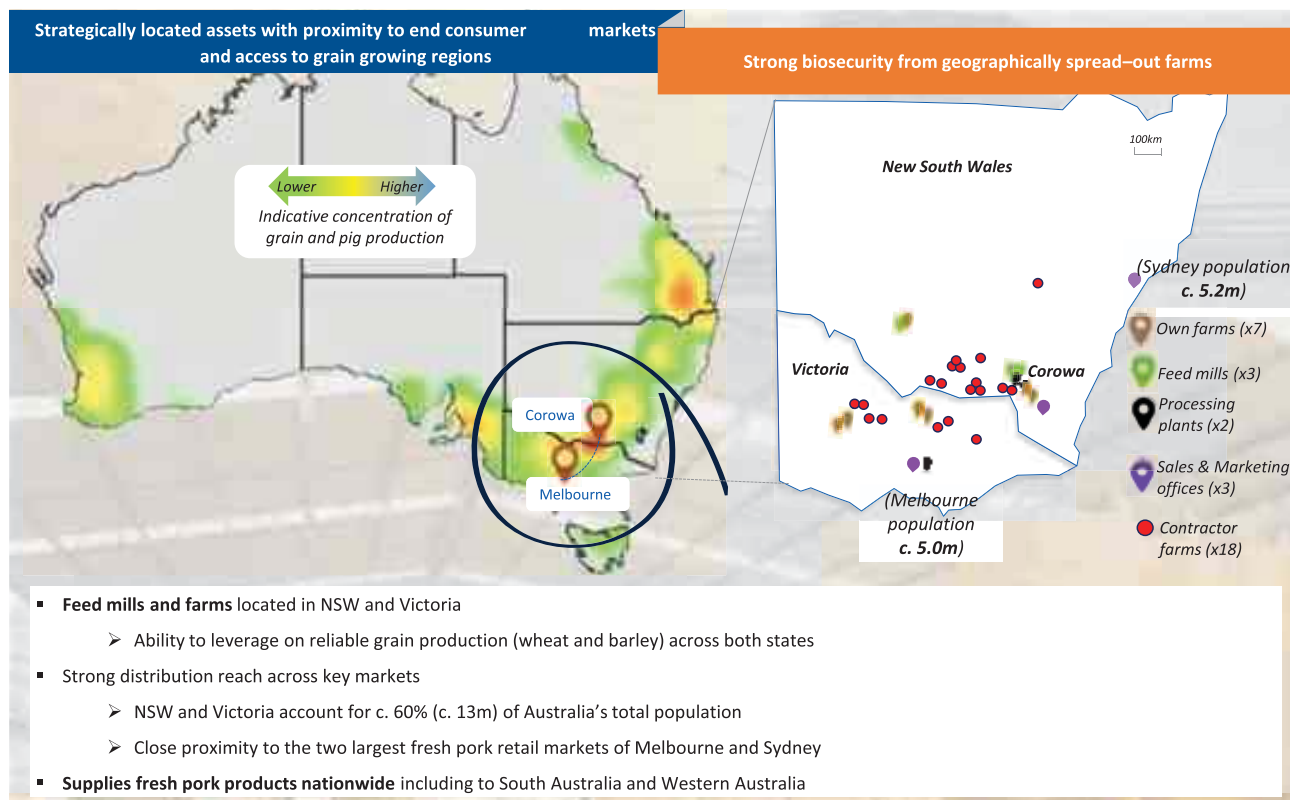 Strategically located assets with proximity to end consumer markets
and access to grain growing regions
Strong biosecurity from geographically spread–out farms
Lower Higher
Indicative concentration of
grain and pig production
Corowa
Melbourne
100km
New South Wales
Victoria
Corowa
(Sydney population
c. 5.2m)
(Melbourne
population
c. 5.0m)
Own farms (x7)
Feed mills (x3)
Processing
plants (x2)
Sales & Marketing
offices (x3)
Contractor
farms (x18)
▪ Feed mills and farms located in NSW and Victoria
➢ Ability to leverage on reliable grain production (wheat and barley) across both states
▪ Strong distribution reach across key markets
➢ NSW and Victoria account for c. 60% (c. 13m) of Australia’s total population
➢ Close proximity to the two largest fresh pork retail markets of Melbourne and Sydney
▪ Supplies fresh pork products nationwide including to South Australia and Western Australia